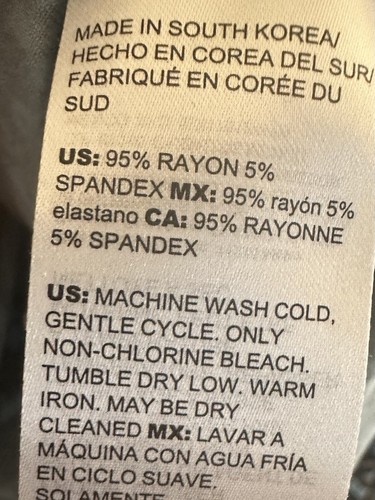 MADE IN SOUTH KOREA/
HECHO EN COREA DEL SUR/
FABRIQUÉ EN CORÉE DU
SUD
US: 95% RAYON 5%
SPANDEX MX: 95% rayón 5%
elastano CA: 95% RAYONNE
5% SPANDEX
US: MACHINE WASH COLD,
GENTLE CYCLE. ONLY
NON-CHLORINE BLEACH.
TUMBLE DRY LOW. WARM
IRON. MAY BE DRY
CLEANED MX: LAVAR A
MÁQUINA CON AGUA FRÍA
EN CICLO SUAVE.
SOLAMENTE